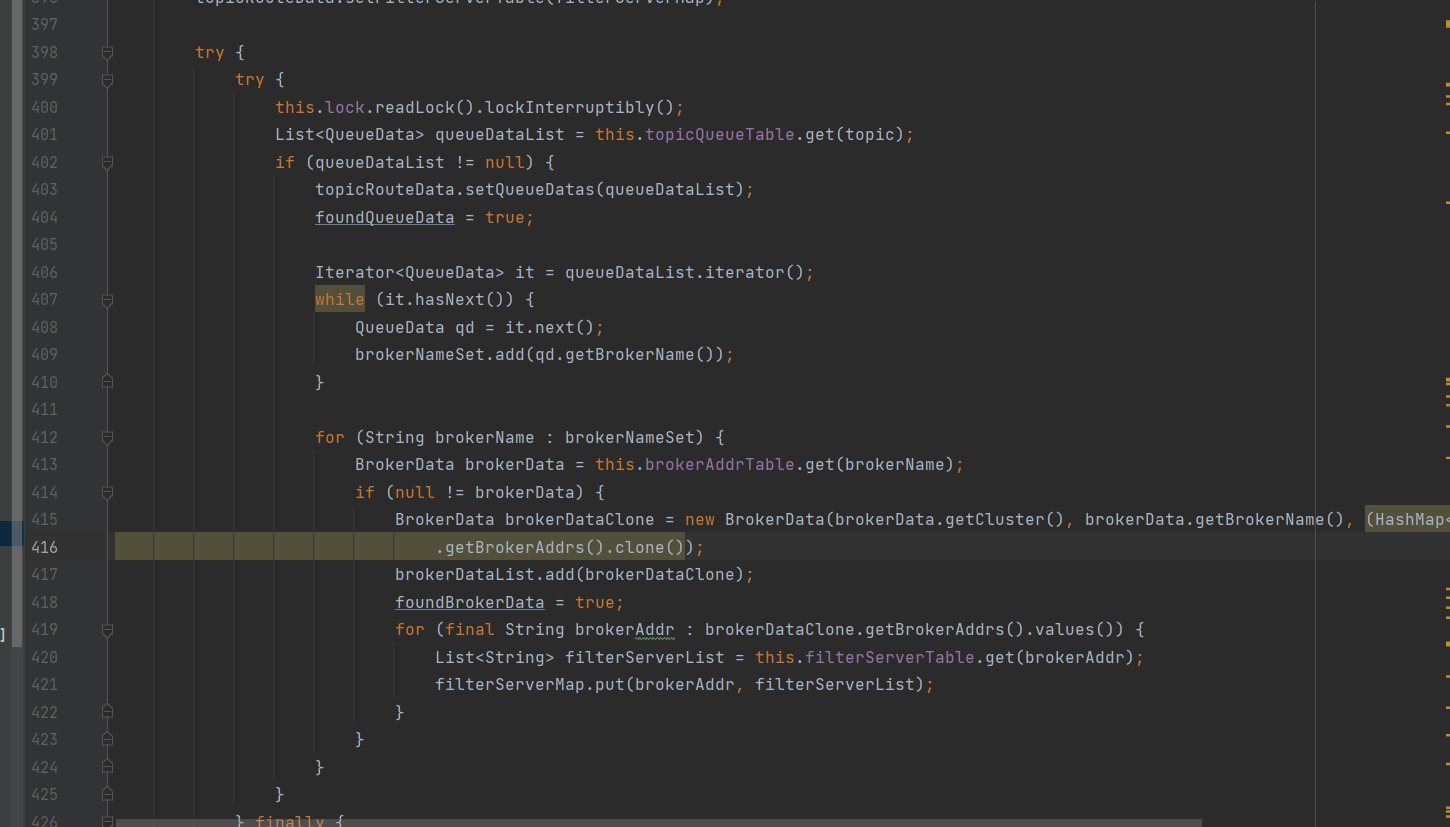 topicRouteData.setFilterServerTable(filterServerMap);
397
398 try {
399 try {
400 this.lock.readLock().lockInterruptibly();
401 List<QueueData> queueDataList = this.topicQueueTable.get(topic);
402 if (queueDataList != null) {
403 topicRouteData.setQueueDatas(queueDataList);
404 foundQueueData = true;
405
406 Iterator<QueueData> it = queueDataList.iterator();
407 while (it.hasNext()) {
408 QueueData qd = it.next();
409 brokerNameSet.add(qd.getBrokerName());
410 }
411
412 for (String brokerName : brokerNameSet) {
413 BrokerData brokerData = this.brokerAddrTable.get(brokerName);
414 if (null != brokerData) {
415 BrokerData brokerDataClone = new BrokerData(brokerData.getCluster(), brokerData.getBrokerName(), (HashMap<
416 .getBrokerAddrs().clone());
417 brokerDataList.add(brokerDataClone);
418 foundBrokerData = true;
419 for (final String brokerAddr : brokerDataClone.getBrokerAddrs().values()) {
420 List<String> filterServerList = this.filterServerTable.get(brokerAddr);
421 filterServerMap.put(brokerAddr, filterServerList);
] 
422 }
423 }
424 }
425 }
426 } finally {